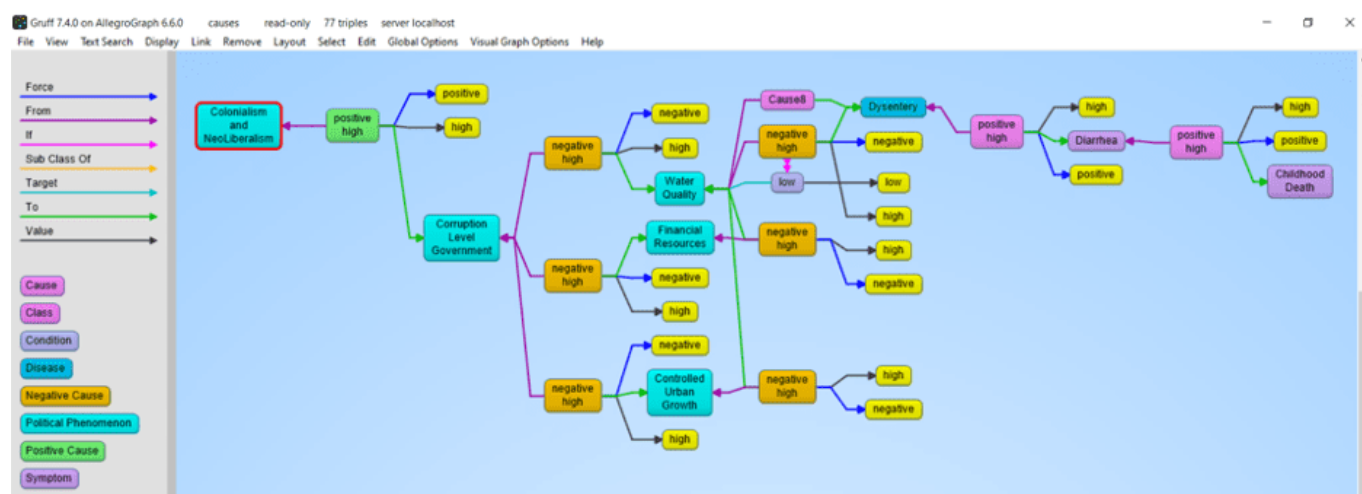 Gruff 7.4.0 on AllegroGraph 6.6.0 causes read-only 77 triples server localhost
File View Text Search Display Link Remove Layout Select Edit Global Options Visual Graph Options Help
Force
From
If
Sub Class Of
Target
To
Value
Cause
Class
Condition
Disease
Negative Cause
Political Phenomenon
Positive Cause
Symptom
Colonialism
and
NeoLiberalism
positive
high
positive
high
Corruption
Level
Government
negative
high
negative
high
Water
Quality
negative
high
Financial
Resources
negative
high
negative
high
negative
Controlled
Urban
Growth
high
Cause8
negative
high
low
Dysentery
negative
low
high
negative
high
high
negative
negative
high
high
negative
positive
high
high
Diarrhea
positive
positive
high
high
positive
Childhood
Death